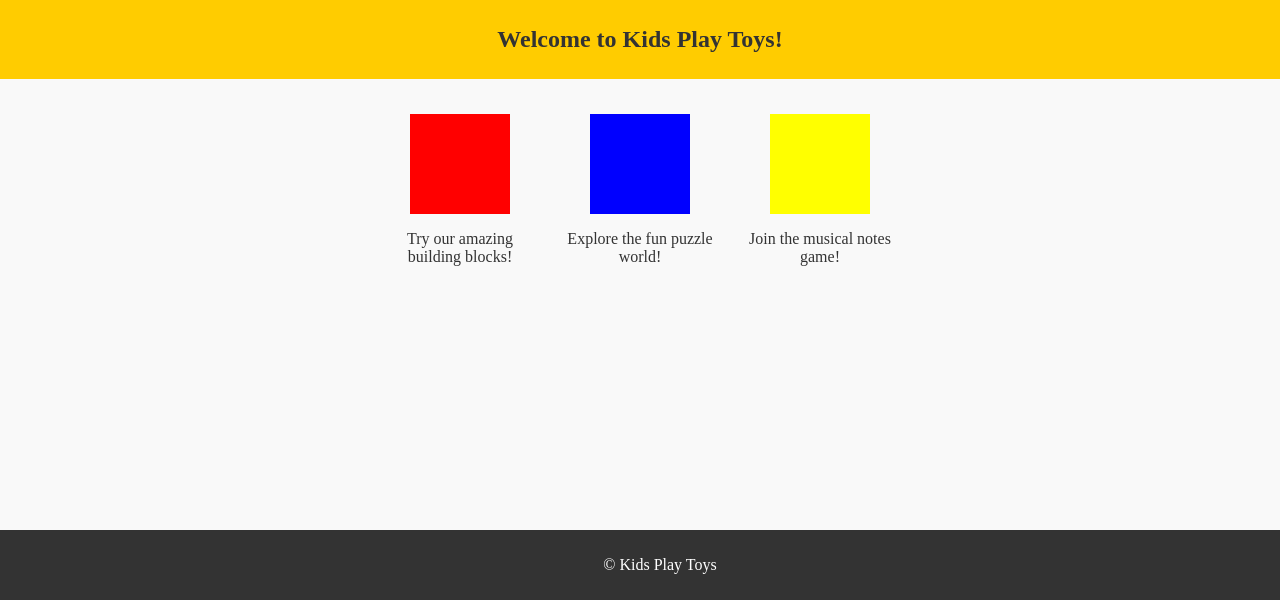 Welcome to Kids Play Toys!
Try our amazing
building blocks!
Explore the fun puzzle
world!
Join the musical notes
game!
© Kids Play Toys